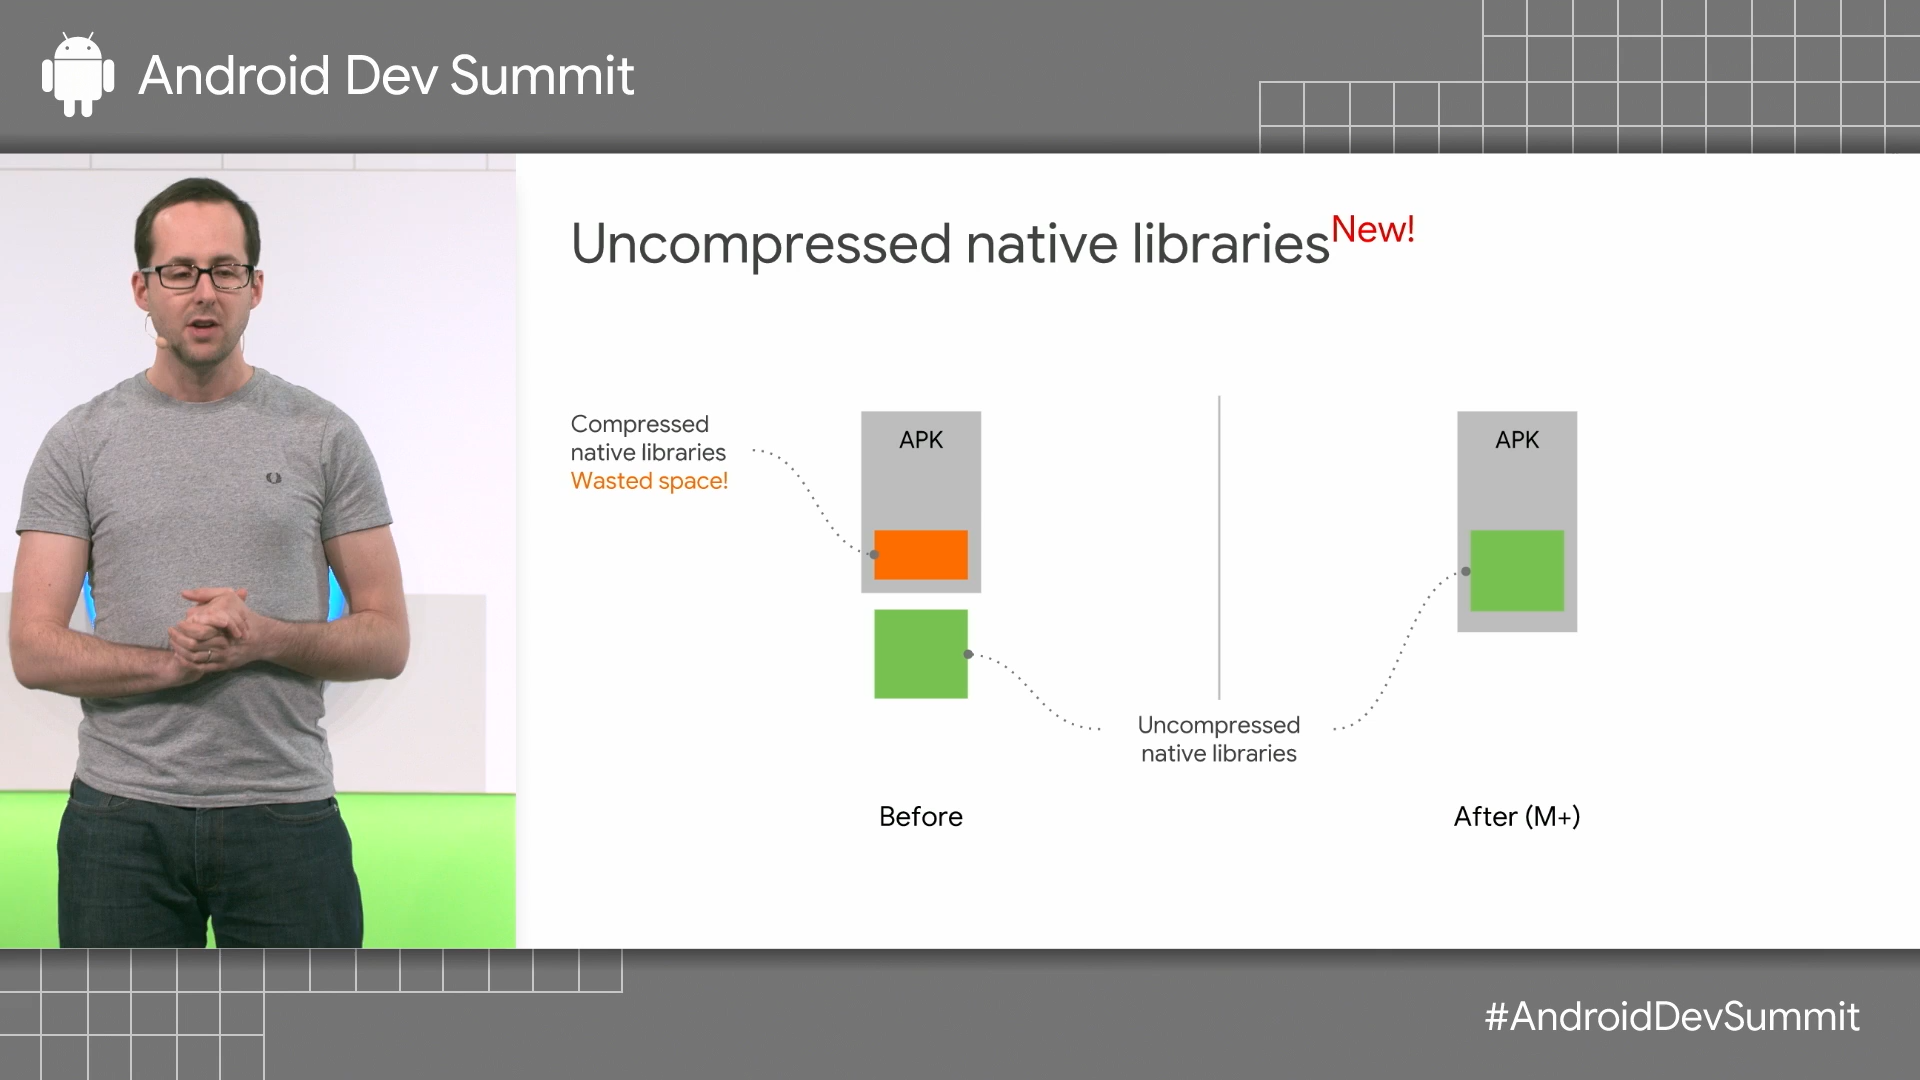 Android Dev Summit
Uncompressed native libraries New!
Compressed
native libraries
Wasted space!
APK
APK
Uncompressed
native libraries
Before
After (M+)
#AndroidDevSummit